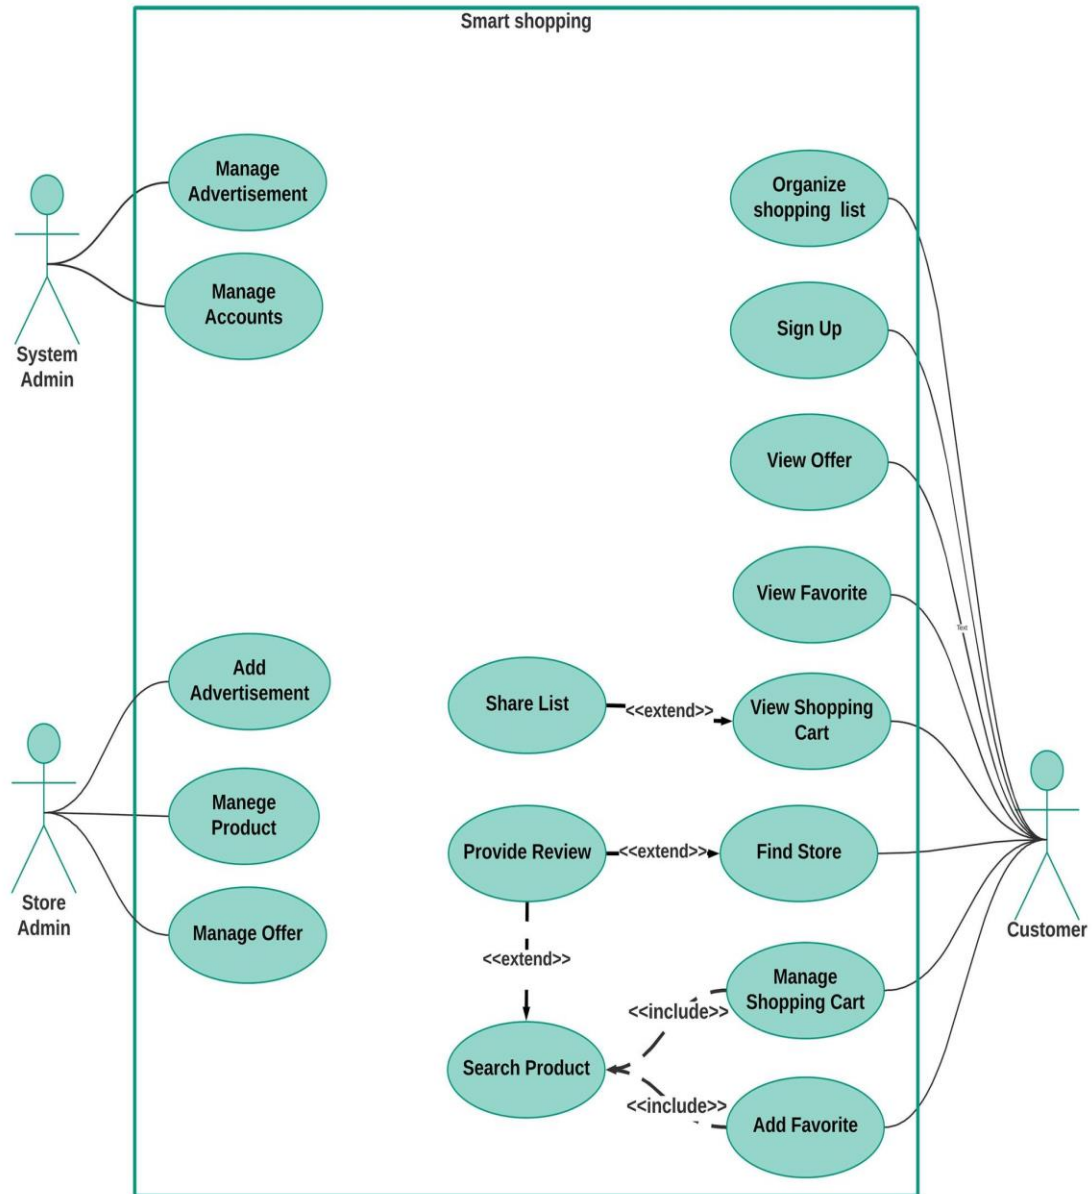 Smart shopping
Manage
Advertisement
Organize
shopping list
Manage
Accounts
Sign Up
System
Admin
View Offer
View Favorite
Text
Add
Advertisement
Share List
<<extend>>
View Shopping
Cart
Manege
Product
Provide Review
<<extend>>
Find Store
Store
Admin
Manage Offer
Customer
<<extend>>
Manage
Shopping Cart
<<include>>
Search Product
<<include>>
Add Favorite